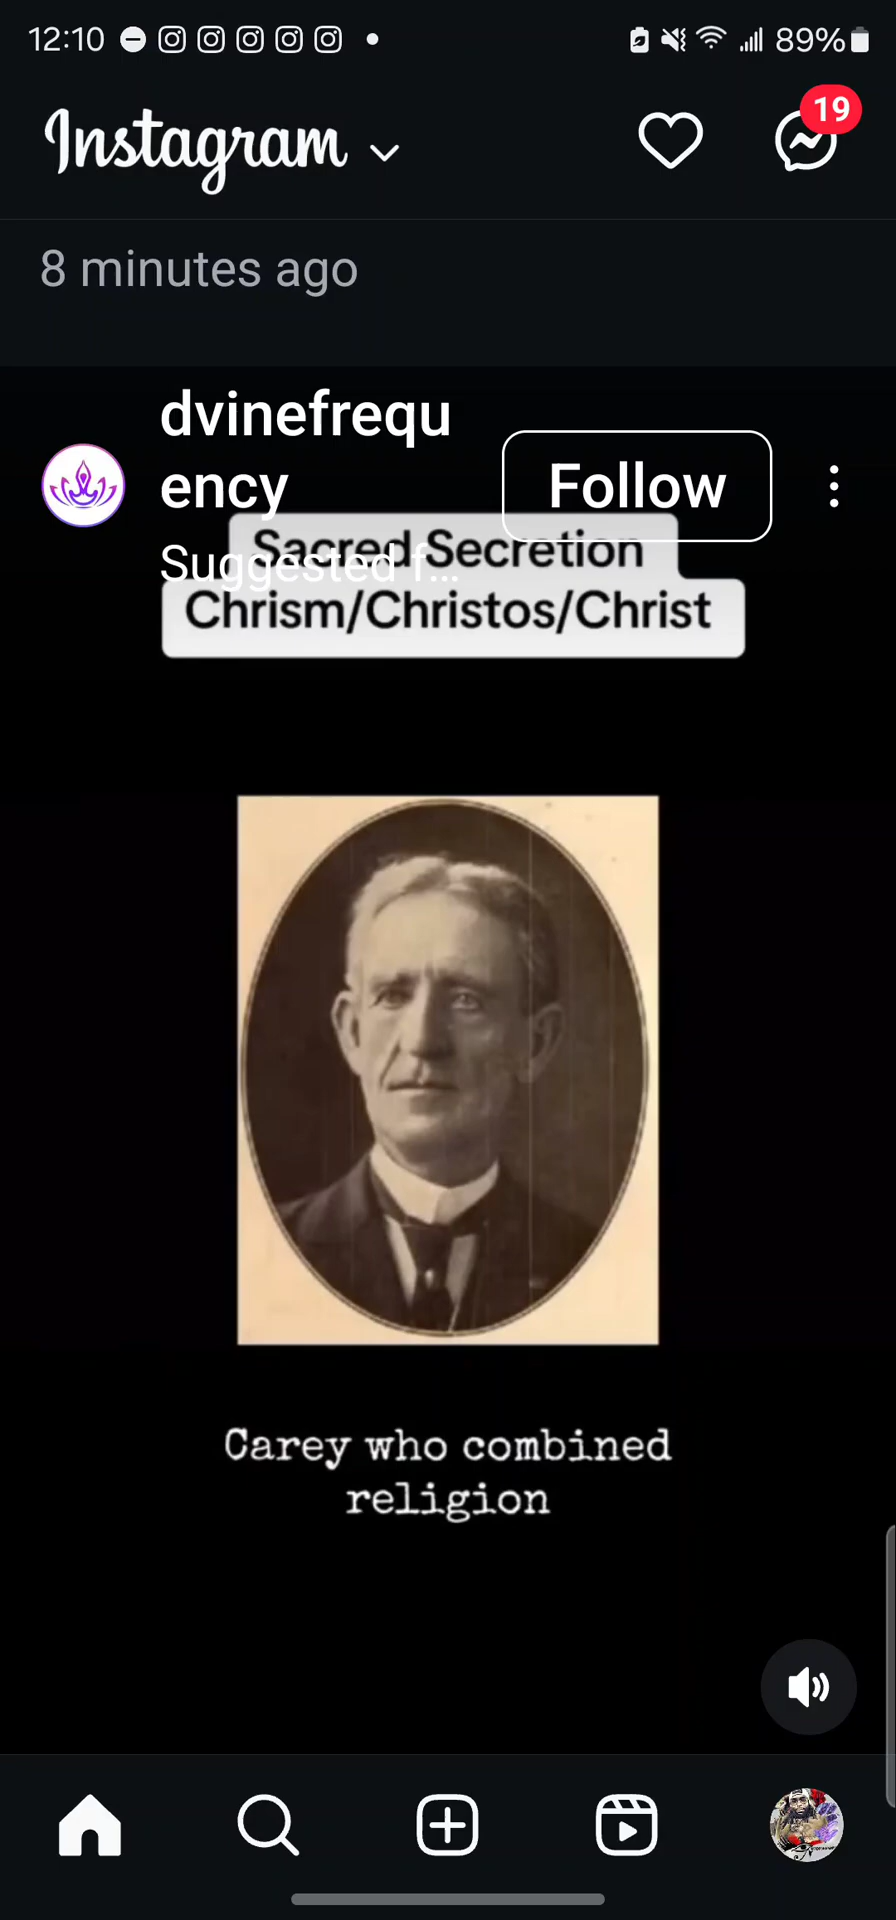 12:10
89%
Instagram
19
8 minutes ago
dvinefrequ
ency
Follow
Suggested f...
Sacred Secretion
Chrism/Christos/Christ
Carey who combined
religion